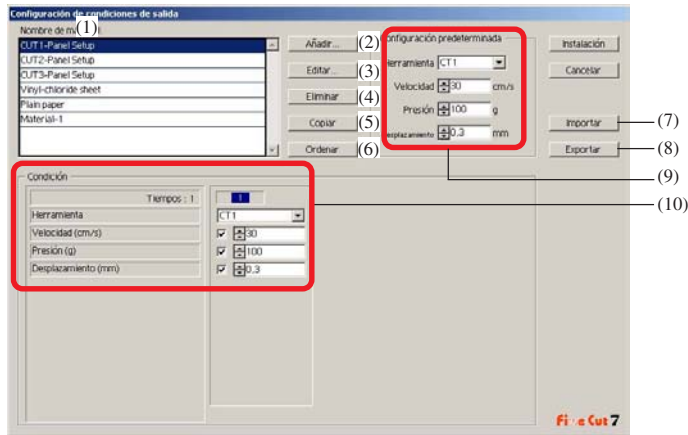 Configuración de condiciones de salida
Nombre de m
(1)
CUT1-Panel Setup
CUT2-Panel Setup
CUT3-Panel Setup
Vinyl-chloride sheet
Plain paper
Material-1
Añadir... (2)
Editar... (3)
Eliminar (4)
Copiar (5)
Ordenar (6)
Configuración predeterminada
Herramienta CT1
Velocidad 30 cm/s
Presión 100 g
Desplazamiento 0,3 mm
Instalación
Cancelar
Importar (7)
Exportar (8)
(9)
(10)
Condición
Tiempos : 1 1
Herramienta CT1
Velocidad (cm/s) 30
Presión (g) 100
Desplazamiento (mm) 0,3
Fine Cut 7